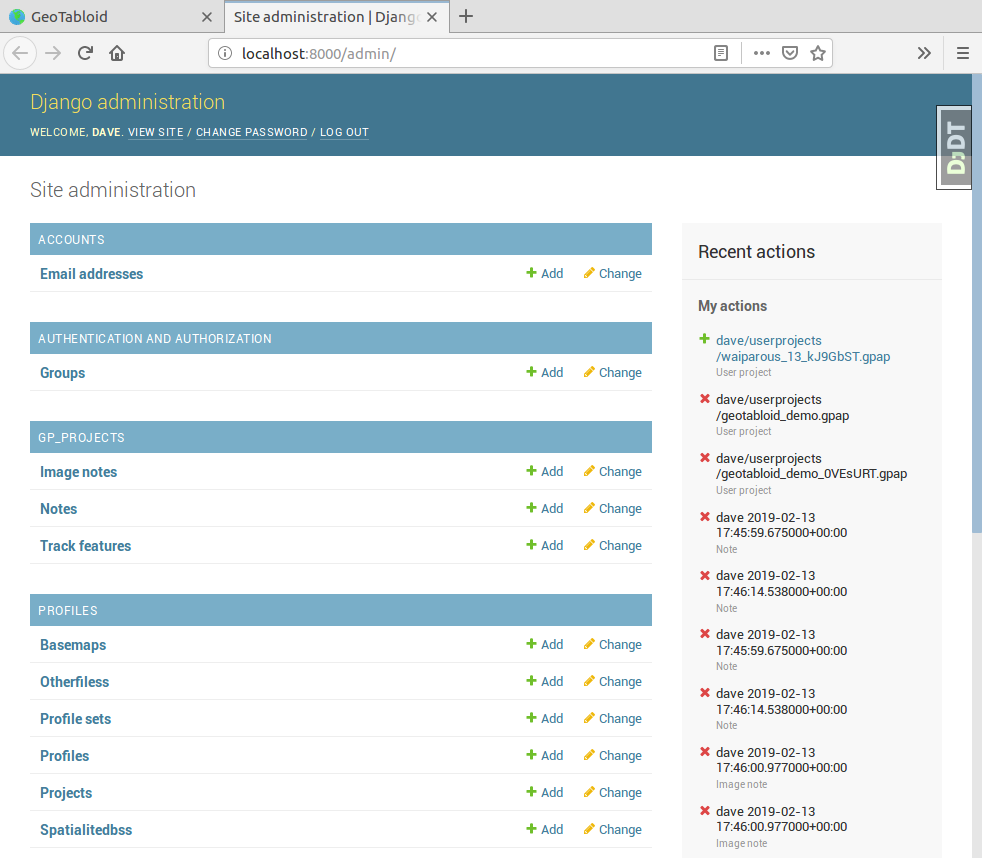 GeoTabloid
Site administration | Django
localhost:8000/admin/
Django administration
WELCOME, DAVE. VIEW SITE / CHANGE PASSWORD / LOG OUT
DjDT
Site administration
ACCOUNTS
Email addresses Add Change
AUTHENTICATION AND AUTHORIZATION
Groups Add Change
GP_PROJECTS
Image notes Add Change
Notes Add Change
Track features Add Change
PROFILES
Basemaps Add Change
Otherfiless Add Change
Profile sets Add Change
Profiles Add Change
Projects Add Change
Spatialitedbss Add Change
Recent actions
My actions
dave/userprojects
/waiparous_13_kJ9GbST.gpap
User project
dave/userprojects
/geotabloid_demo.gpap
User project
dave/userprojects
/geotabloid_demo_0VEsURT.gpap
User project
dave 2019-02-13
17:45:59.675000+00:00
Note
dave 2019-02-13
17:46:14.538000+00:00
Note
dave 2019-02-13
17:45:59.675000+00:00
Note
dave 2019-02-13
17:46:14.538000+00:00
Note
dave 2019-02-13
17:46:00.977000+00:00
Image note
dave 2019-02-13
17:46:00.977000+00:00
Image note